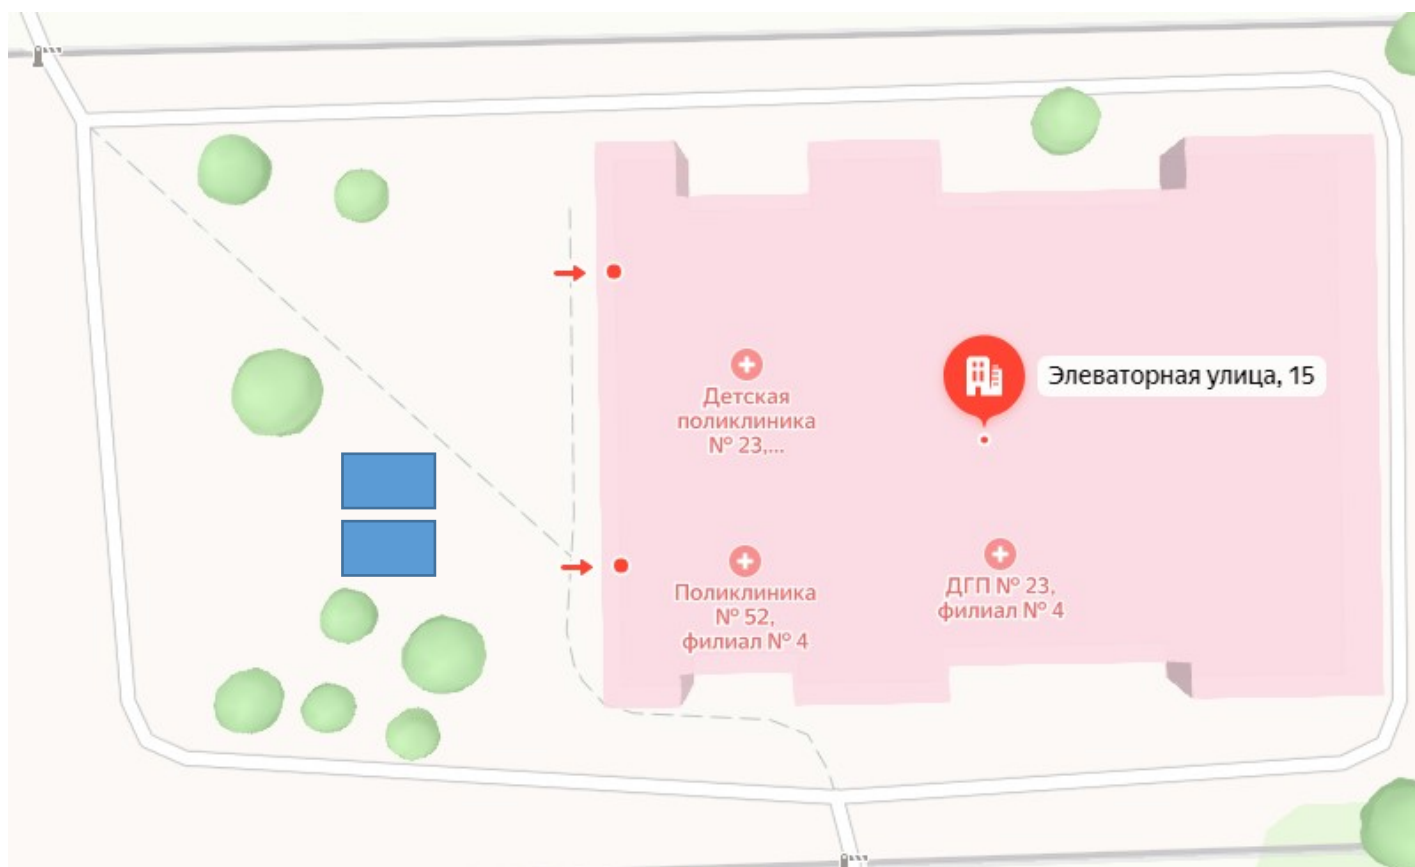 Элеваторная улица, 15
Детская
поликлиника
№ 23,...
Поликлиника
№ 52,
филиал № 4
ДГП № 23,
филиал № 4